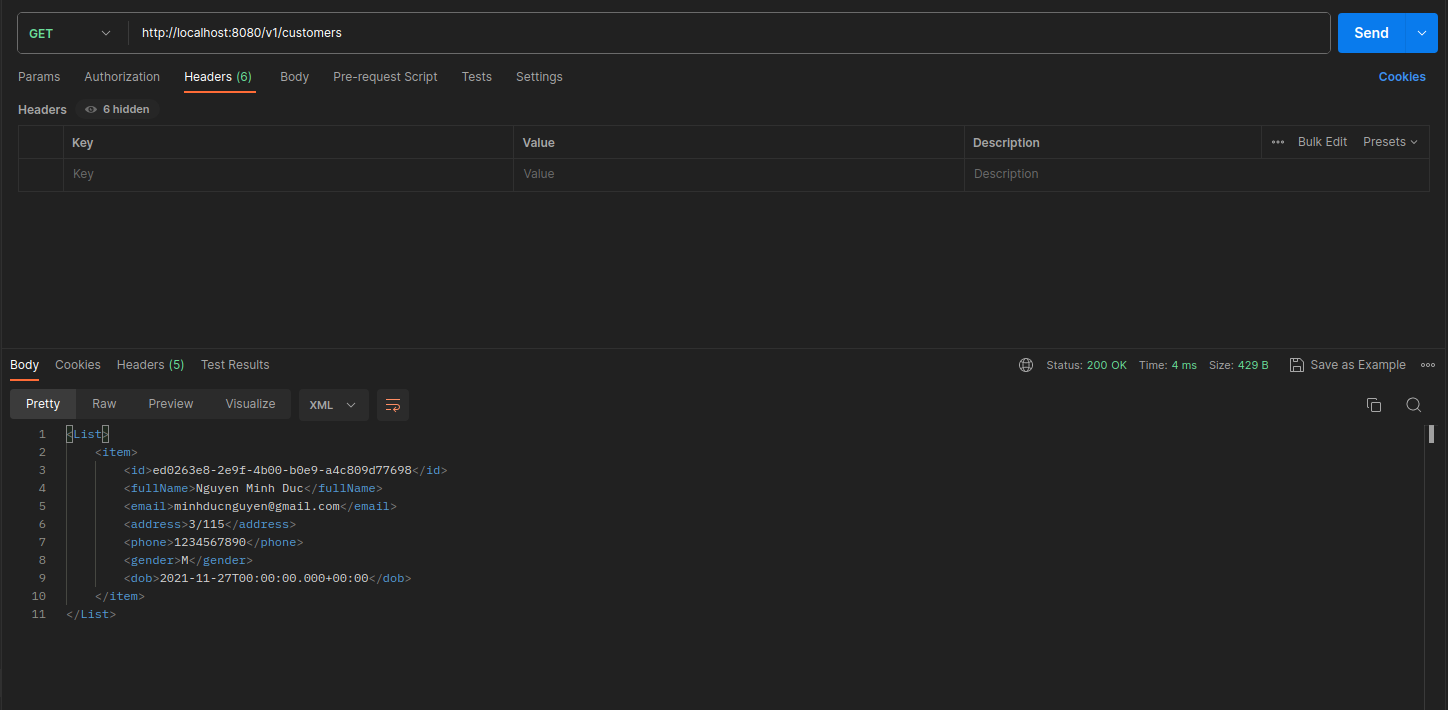 GET http://localhost:8080/v1/customers Send
Params Authorization Headers (6) Body Pre-request Script Tests Settings Cookies
Headers 6 hidden
Key Value Description ••• Bulk Edit Presets
Key Value Description
Body Cookies Headers (5) Test Results Status: 200 OK Time: 4 ms Size: 429 B Save as Example
Pretty Raw Preview Visualize XML
1 <List>
2 <item>
3 <id>ed0263e8-2e9f-4b00-b0e9-a4c809d77698</id>
4 <fullName>Nguyen Minh Duc</fullName>
5 <email>minhducnguyen@gmail.com</email>
6 <address>3/115</address>
7 <phone>1234567890</phone>
8 <gender>M</gender>
9 <dob>2021-11-27T00:00:00.000+00:00</dob>
10 </item>
11 </List>